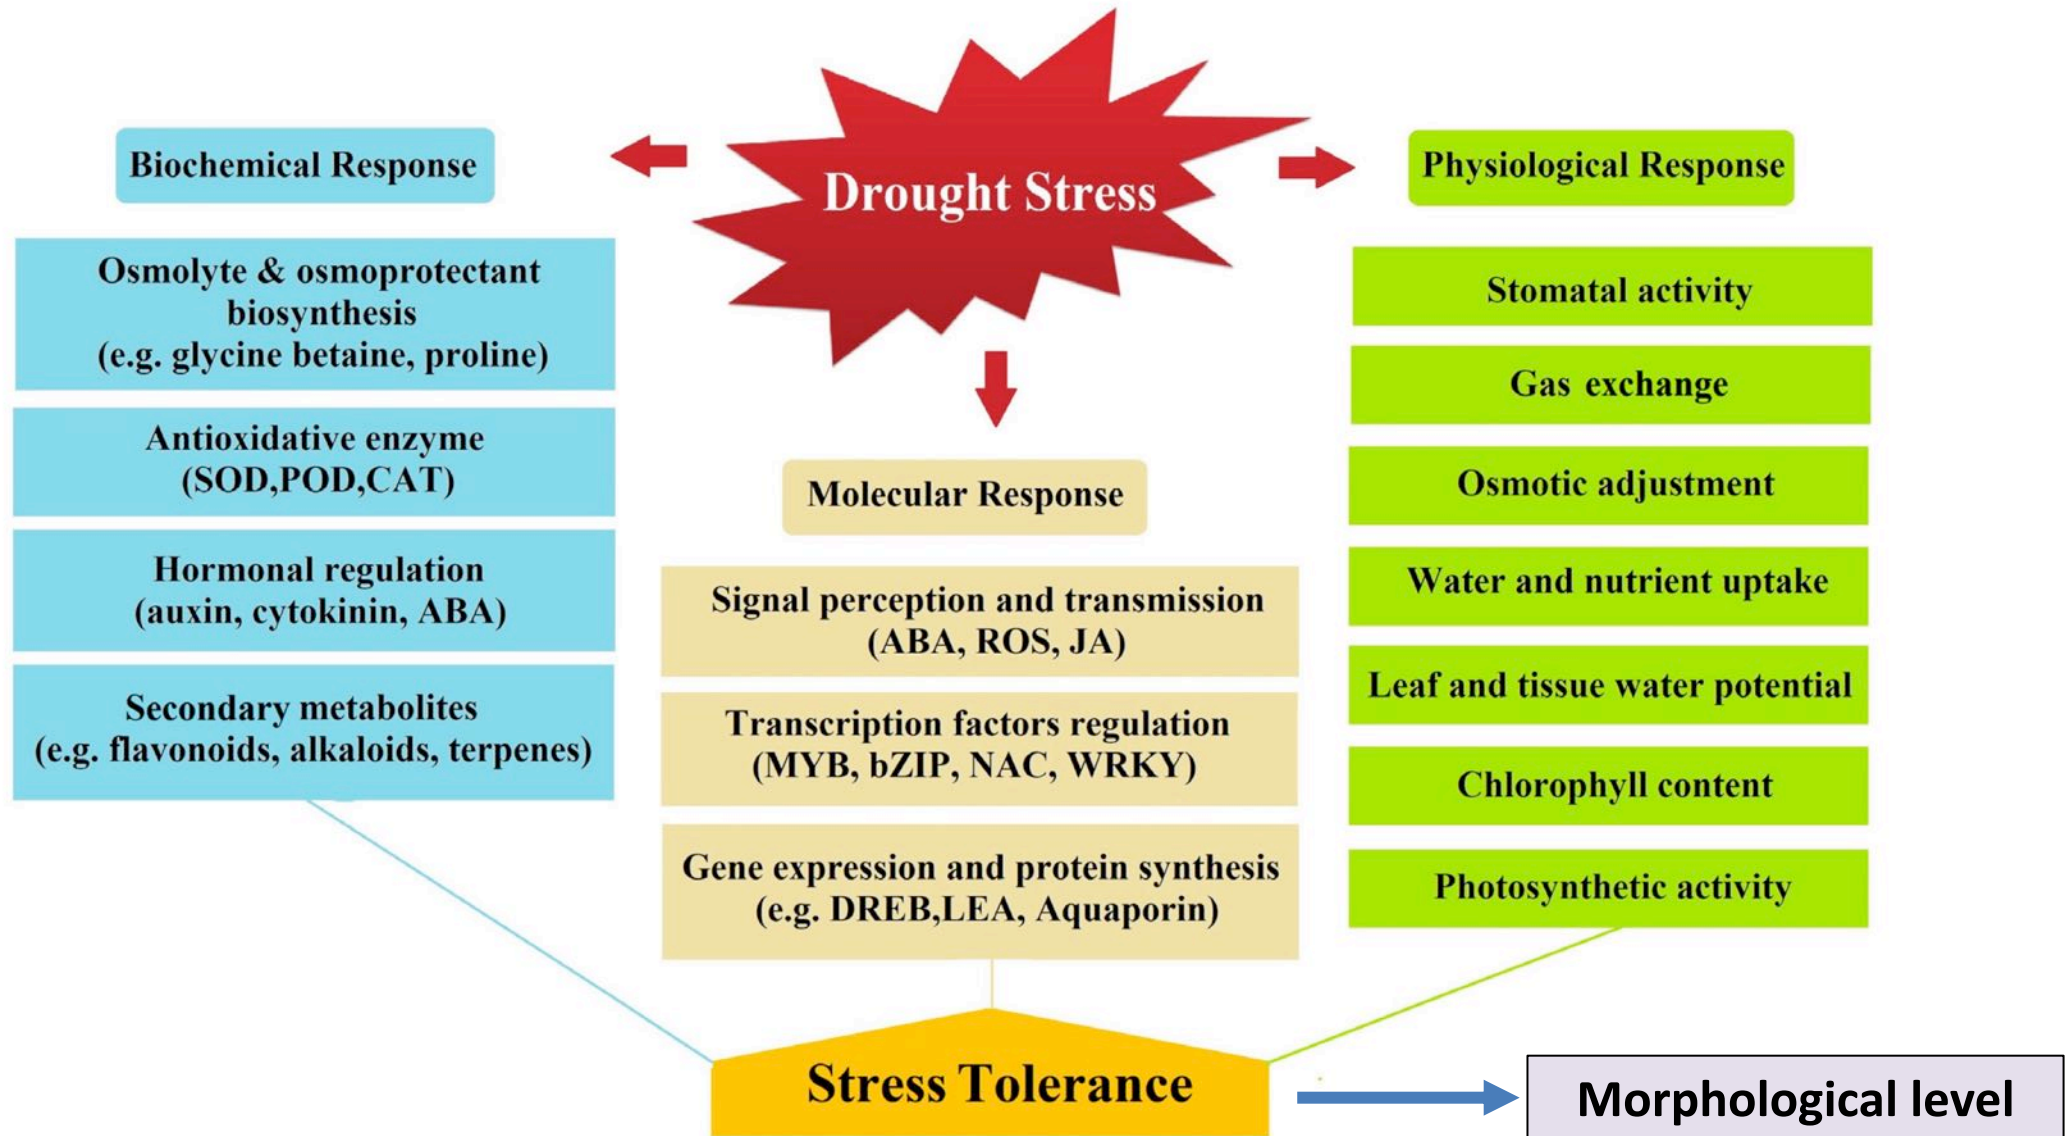 Drought Stress
Biochemical Response
Osmolyte & osmoprotectant
biosynthesis
(e.g. glycine betaine, proline)
Antioxidative enzyme
(SOD,POD,CAT)
Hormonal regulation
(auxin, cytokinin, ABA)
Secondary metabolites
(e.g. flavonoids, alkaloids, terpenes)
Molecular Response
Signal perception and transmission
(ABA, ROS, JA)
Transcription factors regulation
(MYB, bZIP, NAC, WRKY)
Gene expression and protein synthesis
(e.g. DREB,LEA, Aquaporin)
Physiological Response
Stomatal activity
Gas exchange
Osmotic adjustment
Water and nutrient uptake
Leaf and tissue water potential
Chlorophyll content
Photosynthetic activity
Stress Tolerance
Morphological level